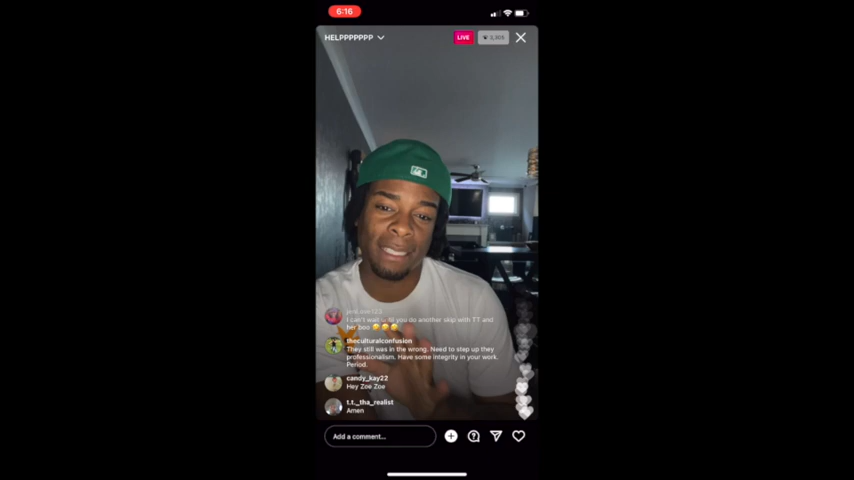 6:16
HELPPPPPPP
LIVE
I can't wait you do another skip with TT and
her boo 🤣🤣🤣
theculturalconfusion
They still was in the wrong. Need to step up they
professionalism. Have some integrity in your work.
Period.
candy_kay22
Hey Zoe Zoe
t.t._tha_realist
Amen
Add a comment...